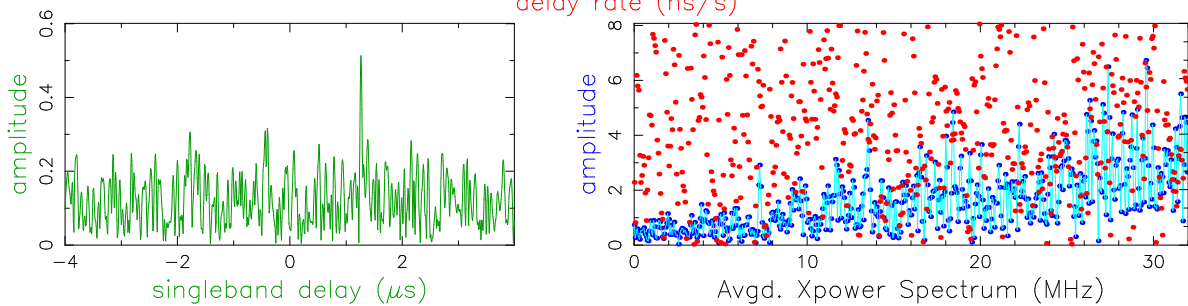 delay rate (ns/s)
0.6
0.4
0.2
0
amplitude
−4 −2 0 2
singleband delay (μs)
8
6
4
2
0
amplitude
0 10 20 30
Avgd. Xpower Spectrum (MHz)